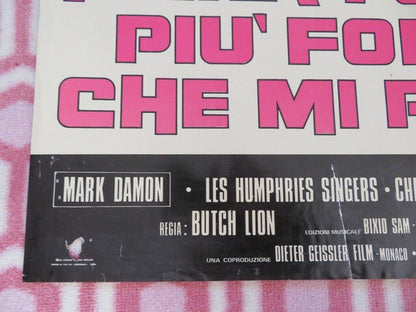 PIU' FO
CHE MI P
MARK DAMON • LES HUMPHRIES SINGERS • CH
REGIA: BUTCH LION EDIZIONI MUSICALI BIXIO SAM -
UNA COPRODUZIONE DIETER GEISSLER FILM - MONACO •